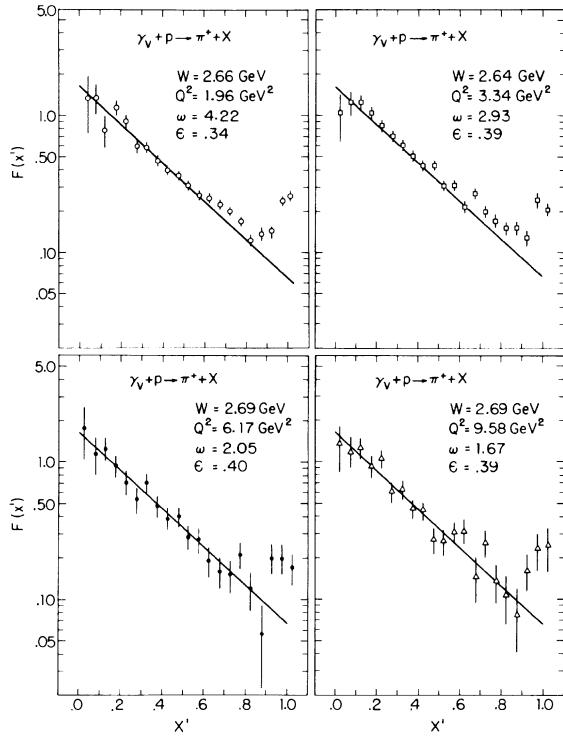 γᵥ + p → π⁺ + X
W = 2.66 GeV
Q² = 1.96 GeV²
ω = 4.22
ϵ = .34
γᵥ + p → π⁺ + X
W = 2.64 GeV
Q² = 3.34 GeV²
ω = 2.93
ϵ = .39
5.0
1.0
.50
.10
.05
F(x')
γᵥ + p → π⁺ + X
W = 2.69 GeV
Q² = 6.17 GeV²
ω = 2.05
ϵ = .40
γᵥ + p → π⁺ + X
W = 2.69 GeV
Q² = 9.58 GeV²
ω = 1.67
ϵ = .39
5.0
1.0
.50
.10
.05
F(x')
0 .2 .4 .6 .8 1.0
0 .2 .4 .6 .8 1.0
X'
X'